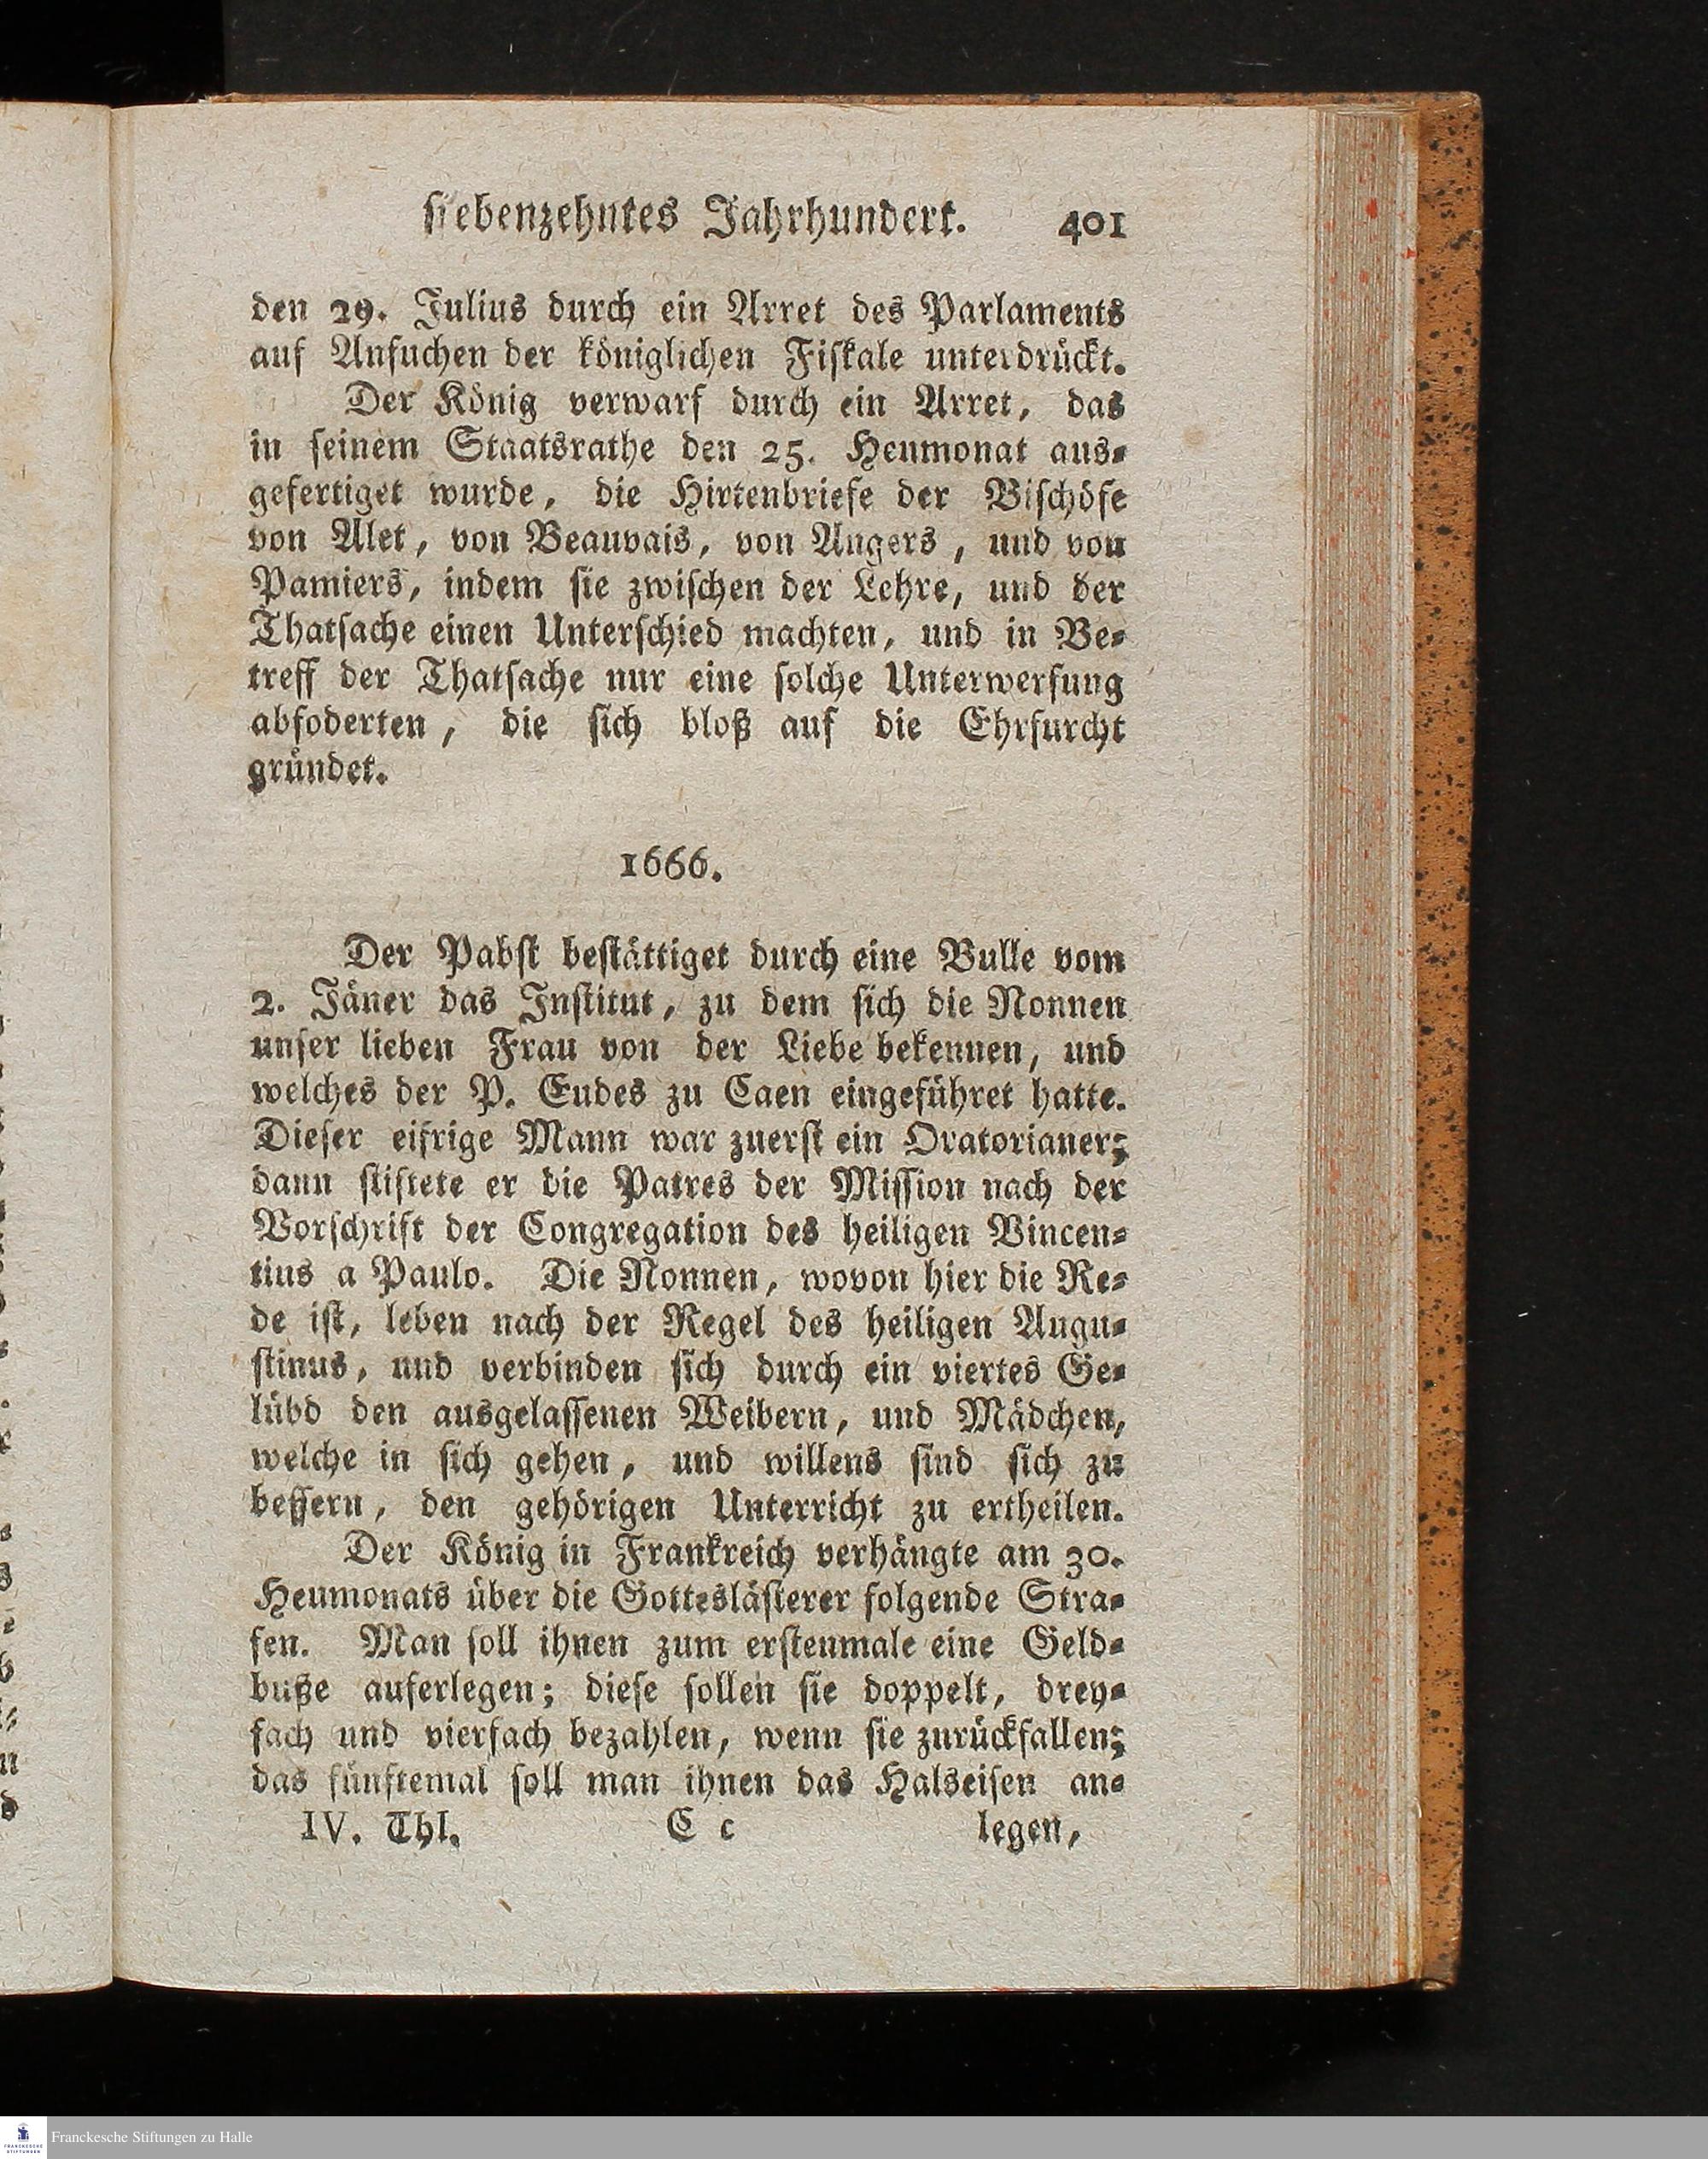 siebenzehntes Jahrhundert. 401
den 29. Julius durch ein Arret des Parlaments
auf Ansuchen der königlichen Fiskale unterdrückt.
Der König verwarf durch ein Arret, das
in seinem Staatsrathe den 25. Heumonat aus-
gefertiget wurde, die Hirtenbriefe der Bischöfe
von Alet, von Beauvais, von Angers, und von
Pamiers, indem sie zwischen der Lehre, und der
Thatsache einen Unterschied machten, und in Be-
treff der Thatsache nur eine solche Unterwerfung
abfoderten, die sich bloß auf die Ehrfurcht
gründet.
1666.
Der Pabst bestättiget durch eine Bulle vom
2. Jäner das Institut, zu dem sich die Nonnen
unser lieben Frau von der Liebe bekennen, und
welches der P. Eudes zu Caen eingeführet hatte.
Dieser eifrige Mann war zuerst ein Oratorianer;
dann stiftete er die Patres der Mission nach der
Vorschrift der Congregation des heiligen Vincen-
tius a Paulo. Die Nonnen, wovon hier die Re-
de ist, leben nach der Regel des heiligen Augu-
stinus, und verbinden sich durch ein viertes Ge-
lübd den ausgelassenen Weibern, und Mädchen,
welche in sich gehen, und willens sind sich zu
bessern, den gehörigen Unterricht zu ertheilen.
Der König in Frankreich verhängte am 30.
Heumonats über die Gotteslästerer folgende Stra-
fen. Man soll ihnen zum erstenmale eine Geld-
buße auferlegen; diese sollen sie doppelt, drey-
fach und vierfach bezahlen, wenn sie zurückfallen;
das fünftemal soll man ihnen das Halseisen an-
IV. Thl. C c legen,
FRANCKESCHE
STIFTUNGEN
Franckesche Stiftungen zu Halle